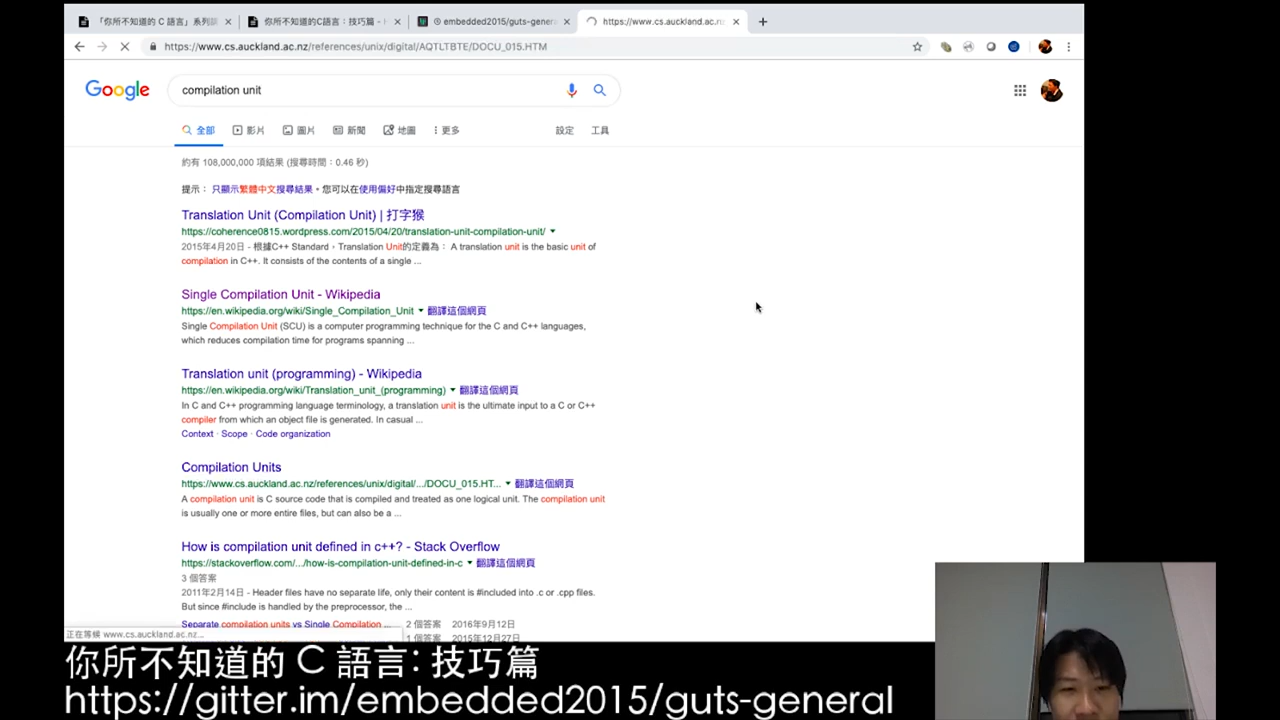 「你所不知道的 C 語言」系列講
你所不知道的C語言：技巧篇 - H
embedded2015/guts-genera
https://www.cs.auckland.ac.nz
https://www.cs.auckland.ac.nz/references/unix/digital/AQTLTBTE/DOCU_015.HTM
Google
compilation unit
全部 影片 圖片 新聞 地圖 更多 設定 工具
約有 108,000,000 項結果 (搜尋時間：0.46 秒)
提示： 只顯示繁體中文搜尋結果。您可以在使用偏好中指定搜尋語言
Translation Unit (Compilation Unit) | 打字猴
https://coherence0815.wordpress.com/2015/04/20/translation-unit-compilation-unit/
2015年4月20日 - 根據C++ Standard，Translation Unit的定義為： A translation unit is the basic unit of
compilation in C++. It consists of the contents of a single ...
Single Compilation Unit - Wikipedia
https://en.wikipedia.org/wiki/Single_Compilation_Unit 翻譯這個網頁
Single Compilation Unit (SCU) is a computer programming technique for the C and C++ languages,
which reduces compilation time for programs spanning ...
Translation unit (programming) - Wikipedia
https://en.wikipedia.org/wiki/Translation_unit_(programming) 翻譯這個網頁
In C and C++ programming language terminology, a translation unit is the ultimate input to a C or C++
compiler from which an object file is generated. In casual ...
Context · Scope · Code organization
Compilation Units
https://www.cs.auckland.ac.nz/references/unix/digital/.../DOCU_015.HT... 翻譯這個網頁
A compilation unit is C source code that is compiled and treated as one logical unit. The compilation unit
is usually one or more entire files, but can also be a ...
How is compilation unit defined in c++? - Stack Overflow
https://stackoverflow.com/.../how-is-compilation-unit-defined-in-c 翻譯這個網頁
3 個答案
2011年2月14日 - Header files have no separate life, only their content is #included into .c or .cpp files.
But since #include is handled by the preprocessor, the ...
Separate compilation units vs Single Compilation ... 2 個答案 2016年9月12日
1 個答案 2015年12月27日
正在等候 www.cs.auckland.ac.nz...
你所不知道的 C 語言: 技巧篇
https://gitter.im/embedded2015/guts-general